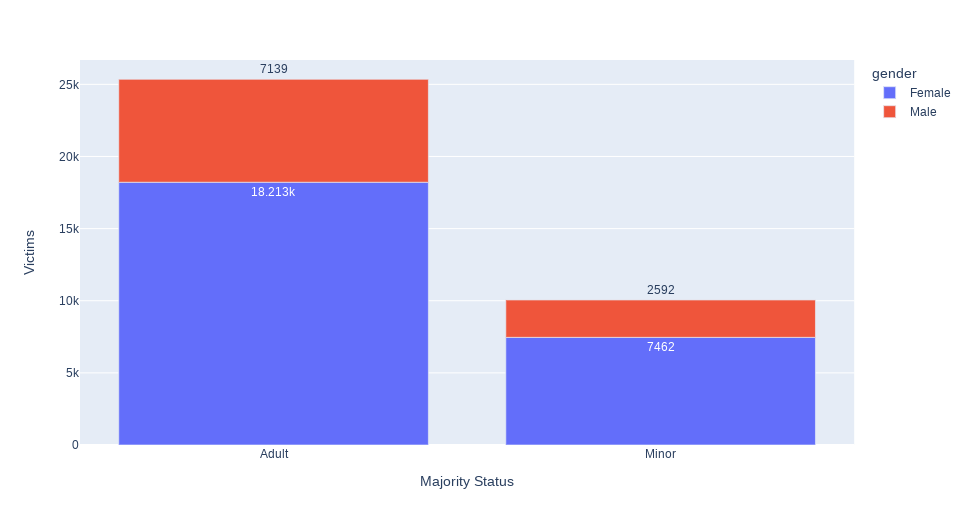 7139
25k
gender
Female
Male
20k
18.213k
15k
Victims
10k
2592
7462
5k
0
Adult
Minor
Majority Status